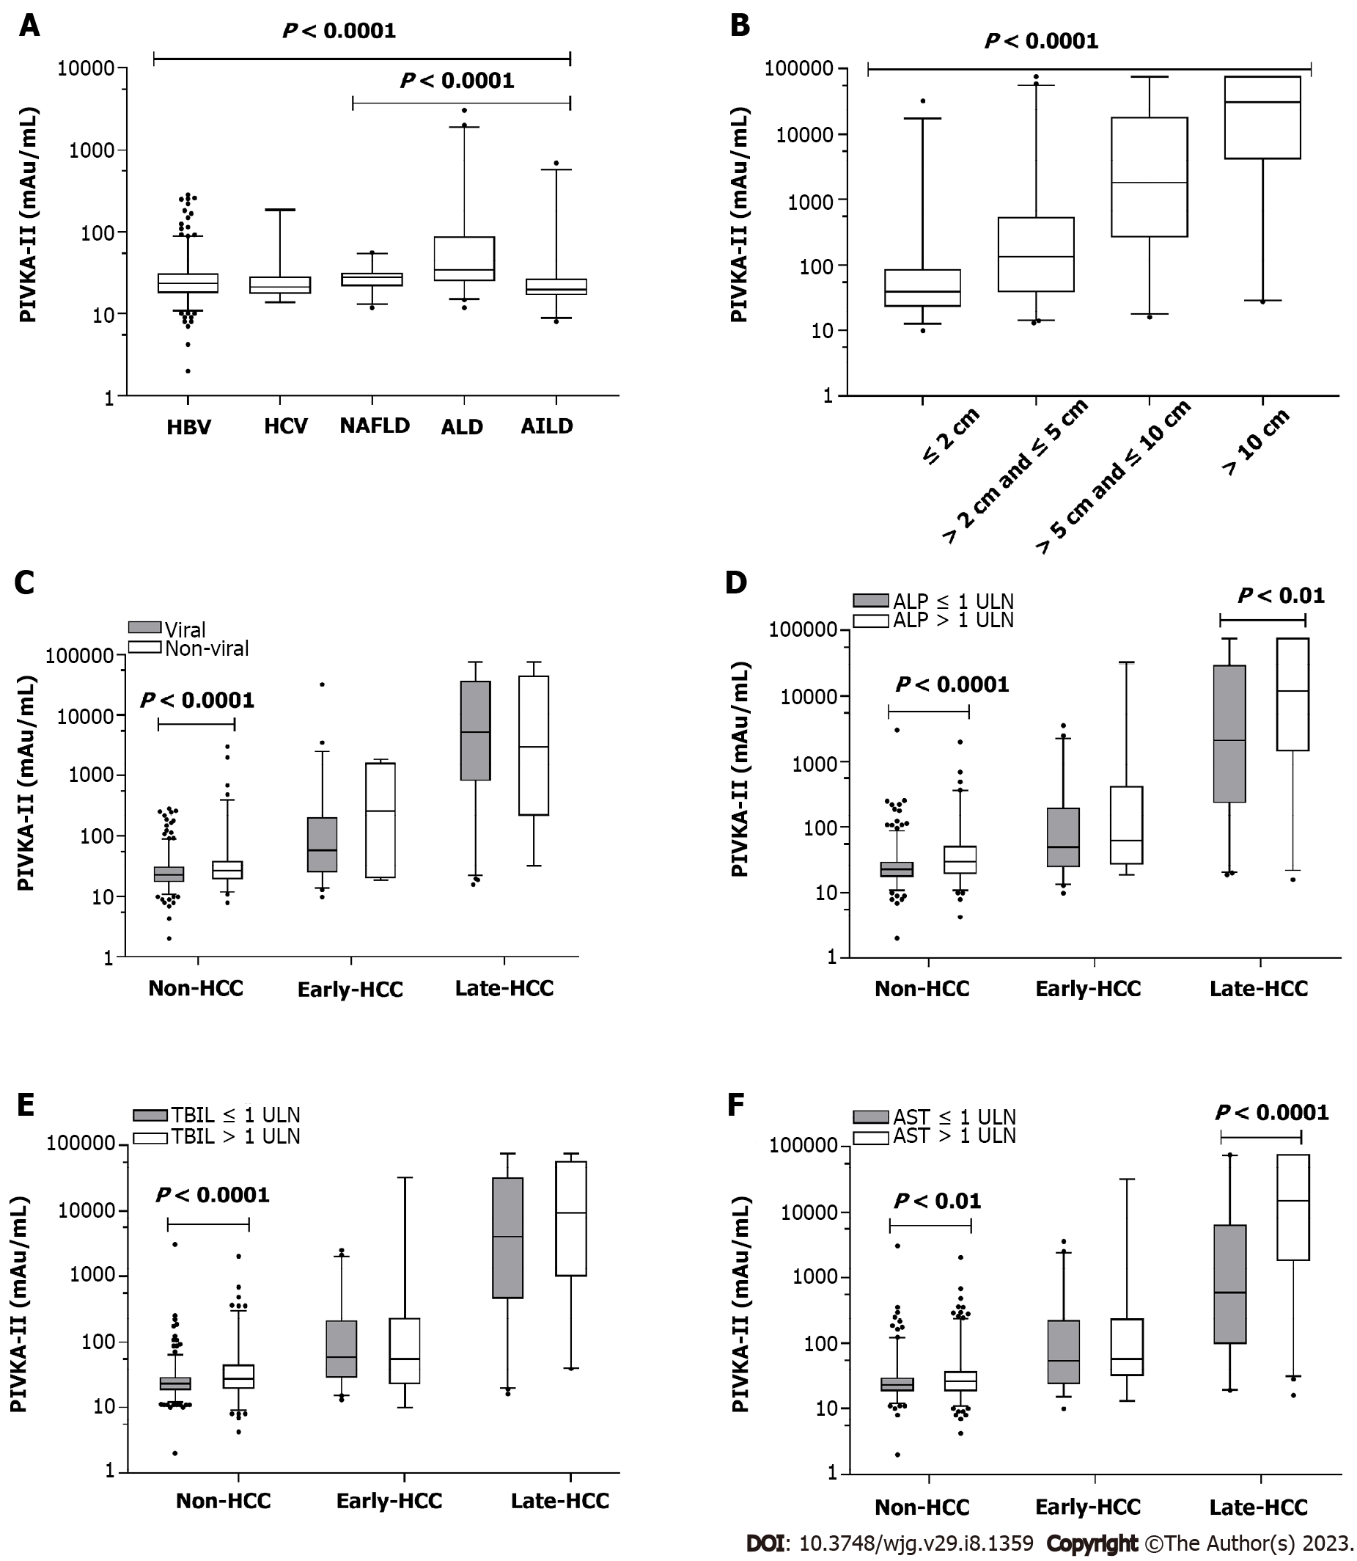 A
P < 0.0001
P < 0.0001
PIVKA-II (mAu/mL)
10000
1000
100
10
1
HBV
HCV
NAFLD
ALD
AILD
B
P < 0.0001
PIVKA-II (mAu/mL)
100000
10000
1000
100
10
1
≤ 2 cm
> 2 cm and ≤ 5 cm
> 5 cm and ≤ 10 cm
> 10 cm
C
Viral
Non-viral
P < 0.0001
PIVKA-II (mAu/mL)
100000
10000
1000
100
10
1
Non-HCC
Early-HCC
Late-HCC
D
ALP ≤ 1 ULN
ALP > 1 ULN
P < 0.01
P < 0.0001
PIVKA-II (mAu/mL)
100000
10000
1000
100
10
1
Non-HCC
Early-HCC
Late-HCC
E
TBIL ≤ 1 ULN
TBIL > 1 ULN
P < 0.0001
PIVKA-II (mAu/mL)
100000
10000
1000
100
10
1
Non-HCC
Early-HCC
Late-HCC
F
AST ≤ 1 ULN
AST > 1 ULN
P < 0.0001
P < 0.01
PIVKA-II (mAu/mL)
100000
10000
1000
100
10
1
Non-HCC
Early-HCC
Late-HCC
DOI: 10.3748/wjg.v29.i8.1359 Copyright ©The Author(s) 2023.